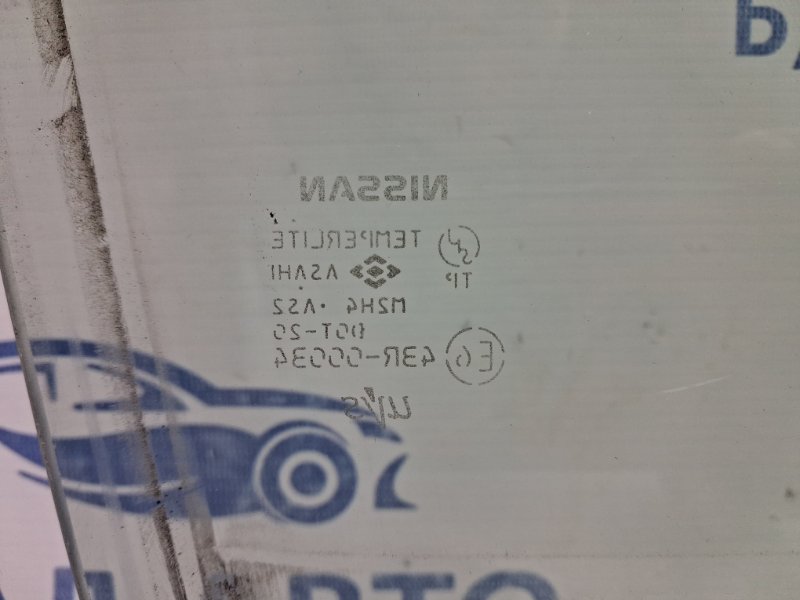 NISSAN
TEMPERLITE
TP ASAHI
M2H4 •AS2
DOT-20
E6 43R-00034